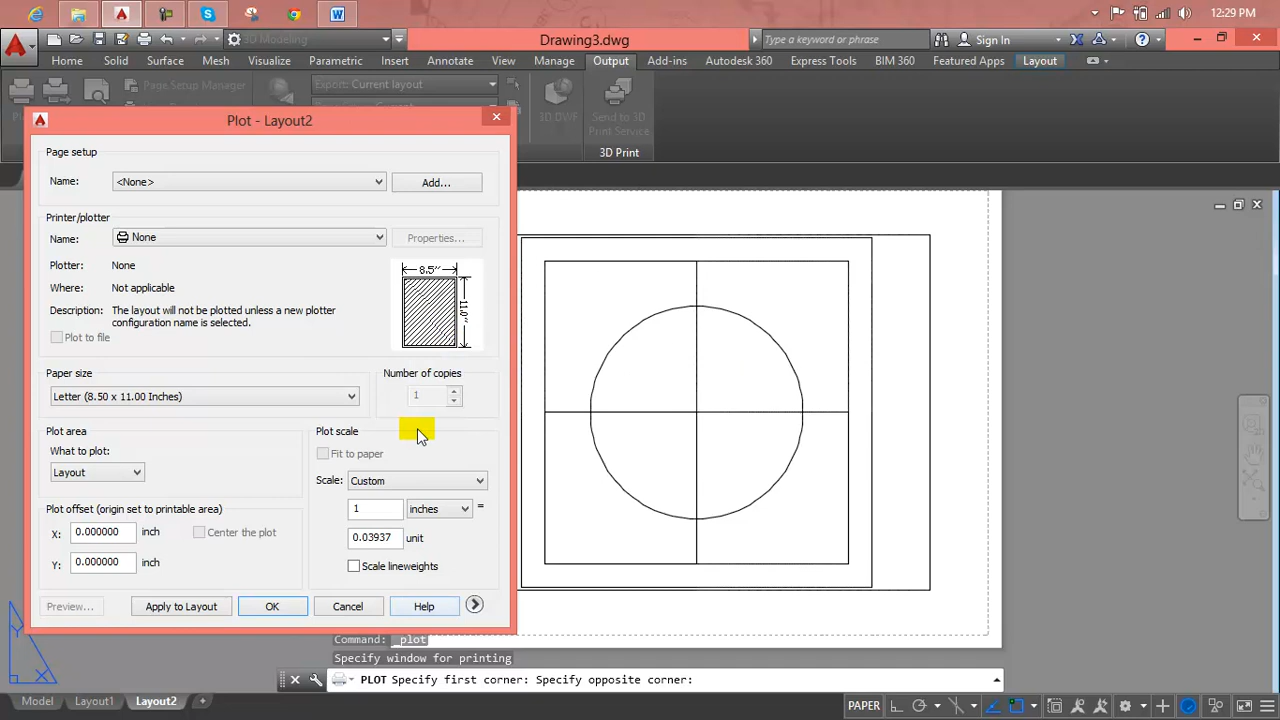 12:29 PM
3D Modeling
Drawing3.dwg
Type a keyword or phrase
Sign In
Home Solid Surface Mesh Visualize Parametric Insert Annotate View Manage Output Add-ins Autodesk 360 Express Tools BIM 360 Featured Apps Layout
Page Setup Manager
Export: Current layout
3D DWF
Send to 3D
Print Service
3D Print
Plot - Layout2
Page setup
Name: <None> Add...
Printer/plotter
Name: None Properties...
Plotter: None
Where: Not applicable
Description: The layout will not be plotted unless a new plotter
configuration name is selected.
Plot to file
8.5″
11.0″
Paper size
Letter (8.50 x 11.00 Inches)
Number of copies
1
Plot area
What to plot:
Layout
Plot scale
Fit to paper
Scale: Custom
1 inches =
0.03937 unit
Scale lineweights
Plot offset (origin set to printable area)
X: 0.000000 inch Center the plot
Y: 0.000000 inch
Preview... Apply to Layout OK Cancel Help
Command: _plot
Specify window for printing
PLOT Specify first corner: Specify opposite corner:
X
Y
Model Layout1 Layout2 +
PAPER